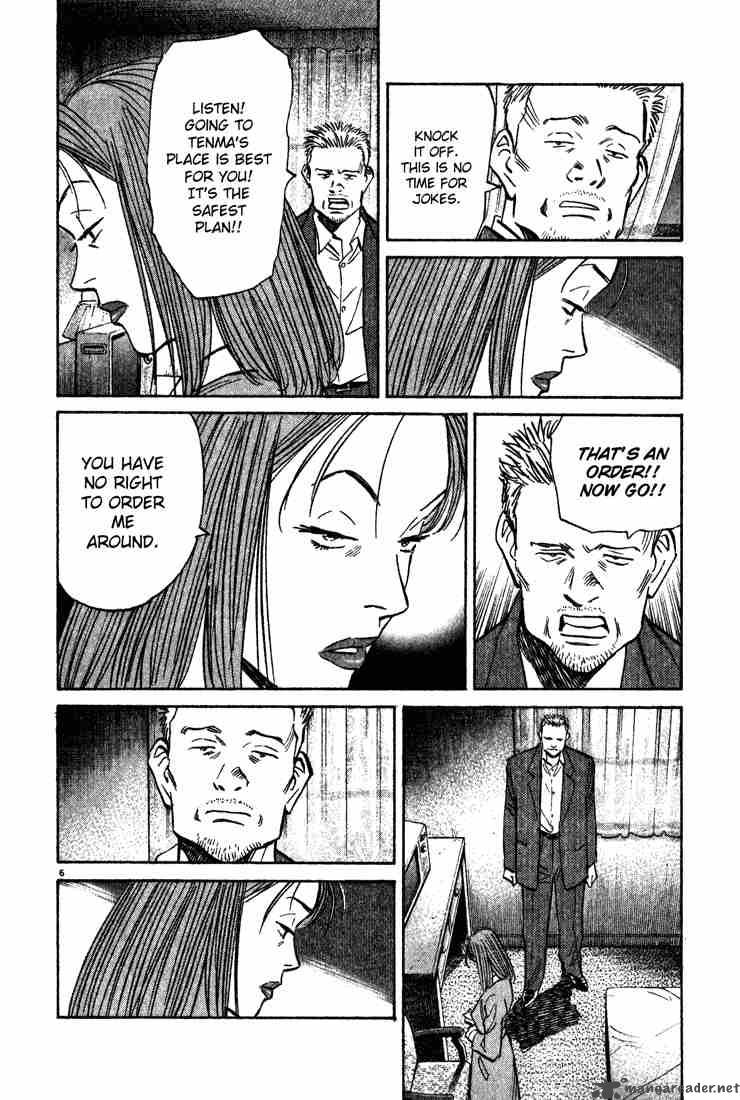 KNOCK
IT OFF.
THIS IS NO
TIME FOR
JOKES.
LISTEN!
GOING TO
TENMA'S
PLACE IS BEST
FOR YOU!
IT'S THE
SAFEST
PLAN!!
THAT'S AN
ORDER!!
NOW GO!!
YOU HAVE
NO RIGHT
TO ORDER
ME
AROUND.
6
mangareader.net